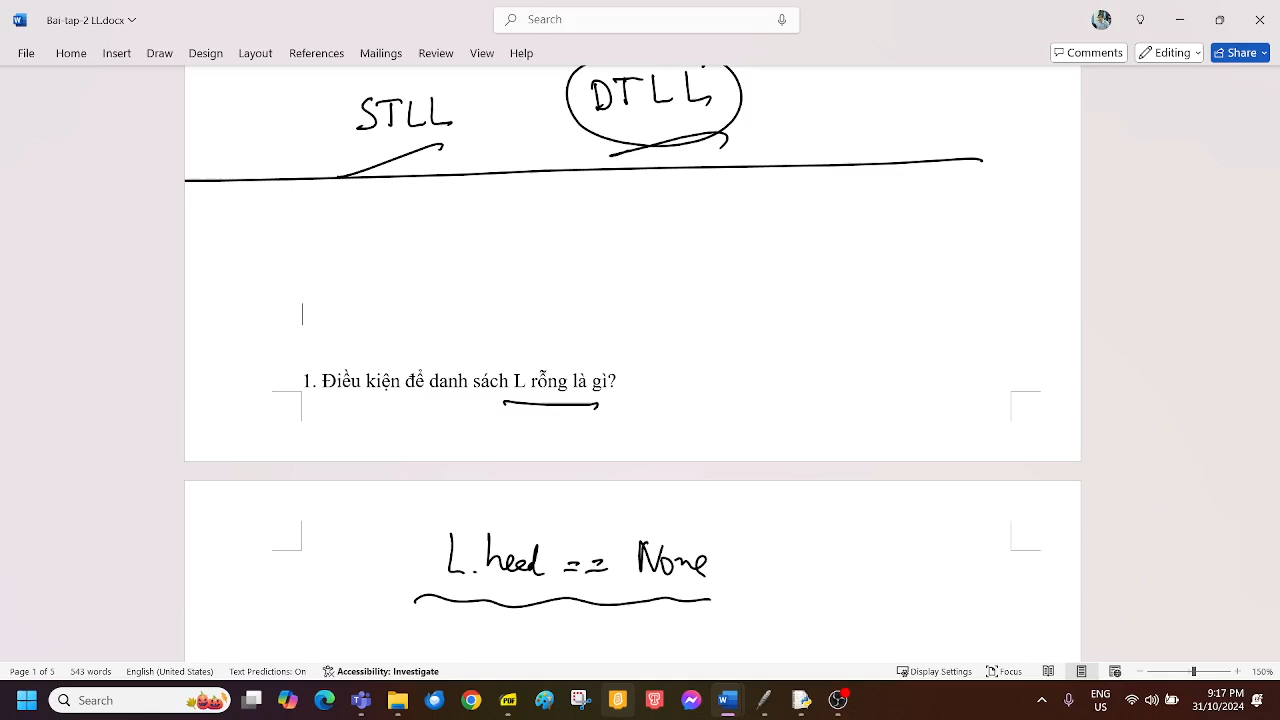 Bai-tap-2 LL.docx
Search
File Home Insert Draw Design Layout References Mailings Review View Help
Comments Editing Share
STLL DTLL
1. Điều kiện để danh sách L rỗng là gì?
L.head == None
Page 1 of 5 543 words English (United States) Text Predictions: On Accessibility: Investigate Display Settings Focus 150%
Search
ENG
US
9:17 PM
31/10/2024